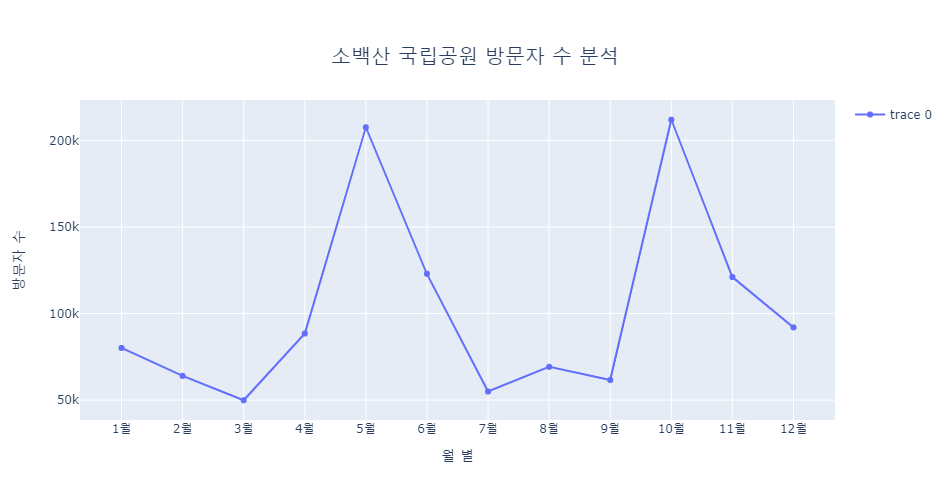 소백산 국립공원 방문자 수 분석
trace 0
방문자 수
200k
150k
100k
50k
1월 2월 3월 4월 5월 6월 7월 8월 9월 10월 11월 12월
월 별